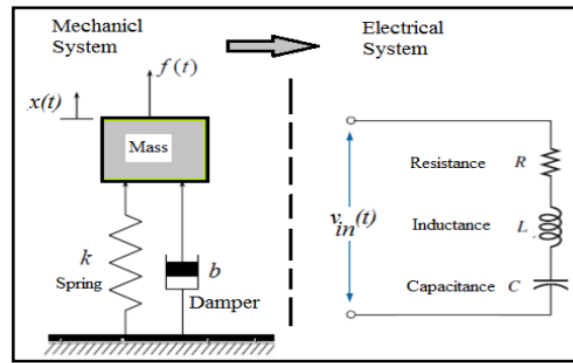 Mechanicl
System
f(t)
x(t)
Mass
k
Spring
b
Damper
Electrical
System
v_in(t)
Resistance R
Inductance L
Capacitance C